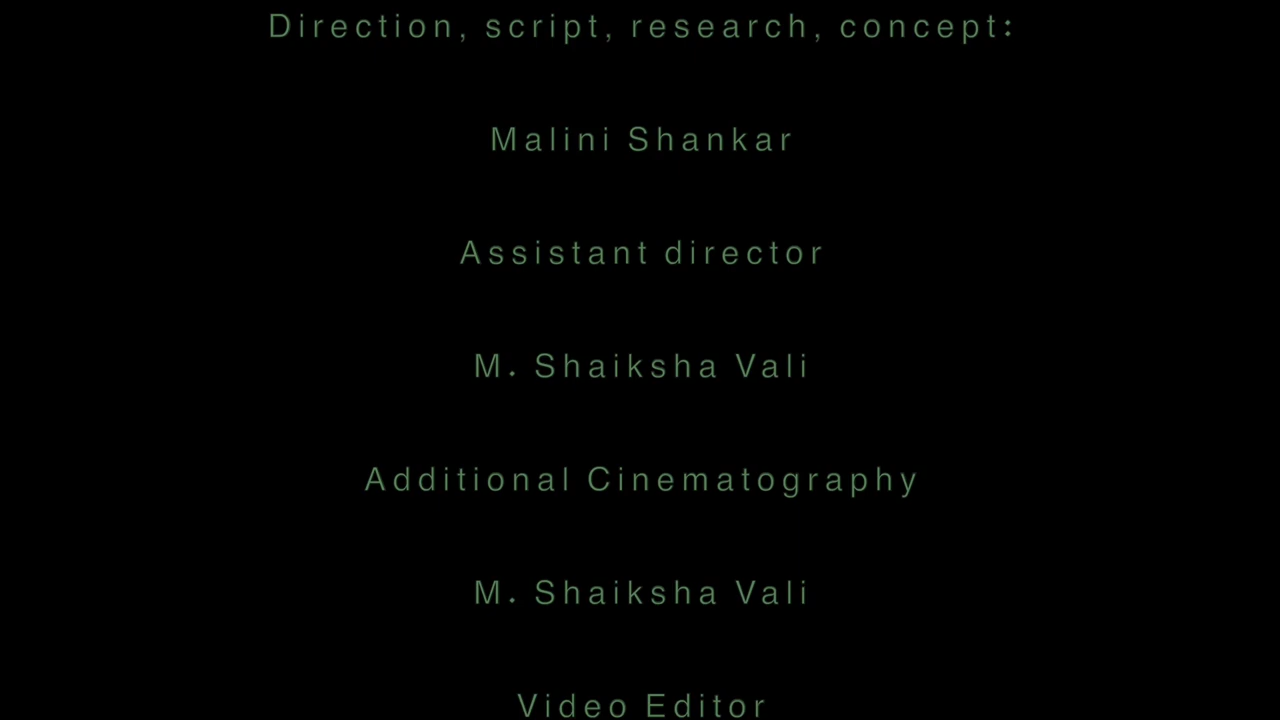 Direction, script, research, concept:
Malini Shankar
Assistant director
M. Shaiksha Vali
Additional Cinematography
M. Shaiksha Vali
Video Editor